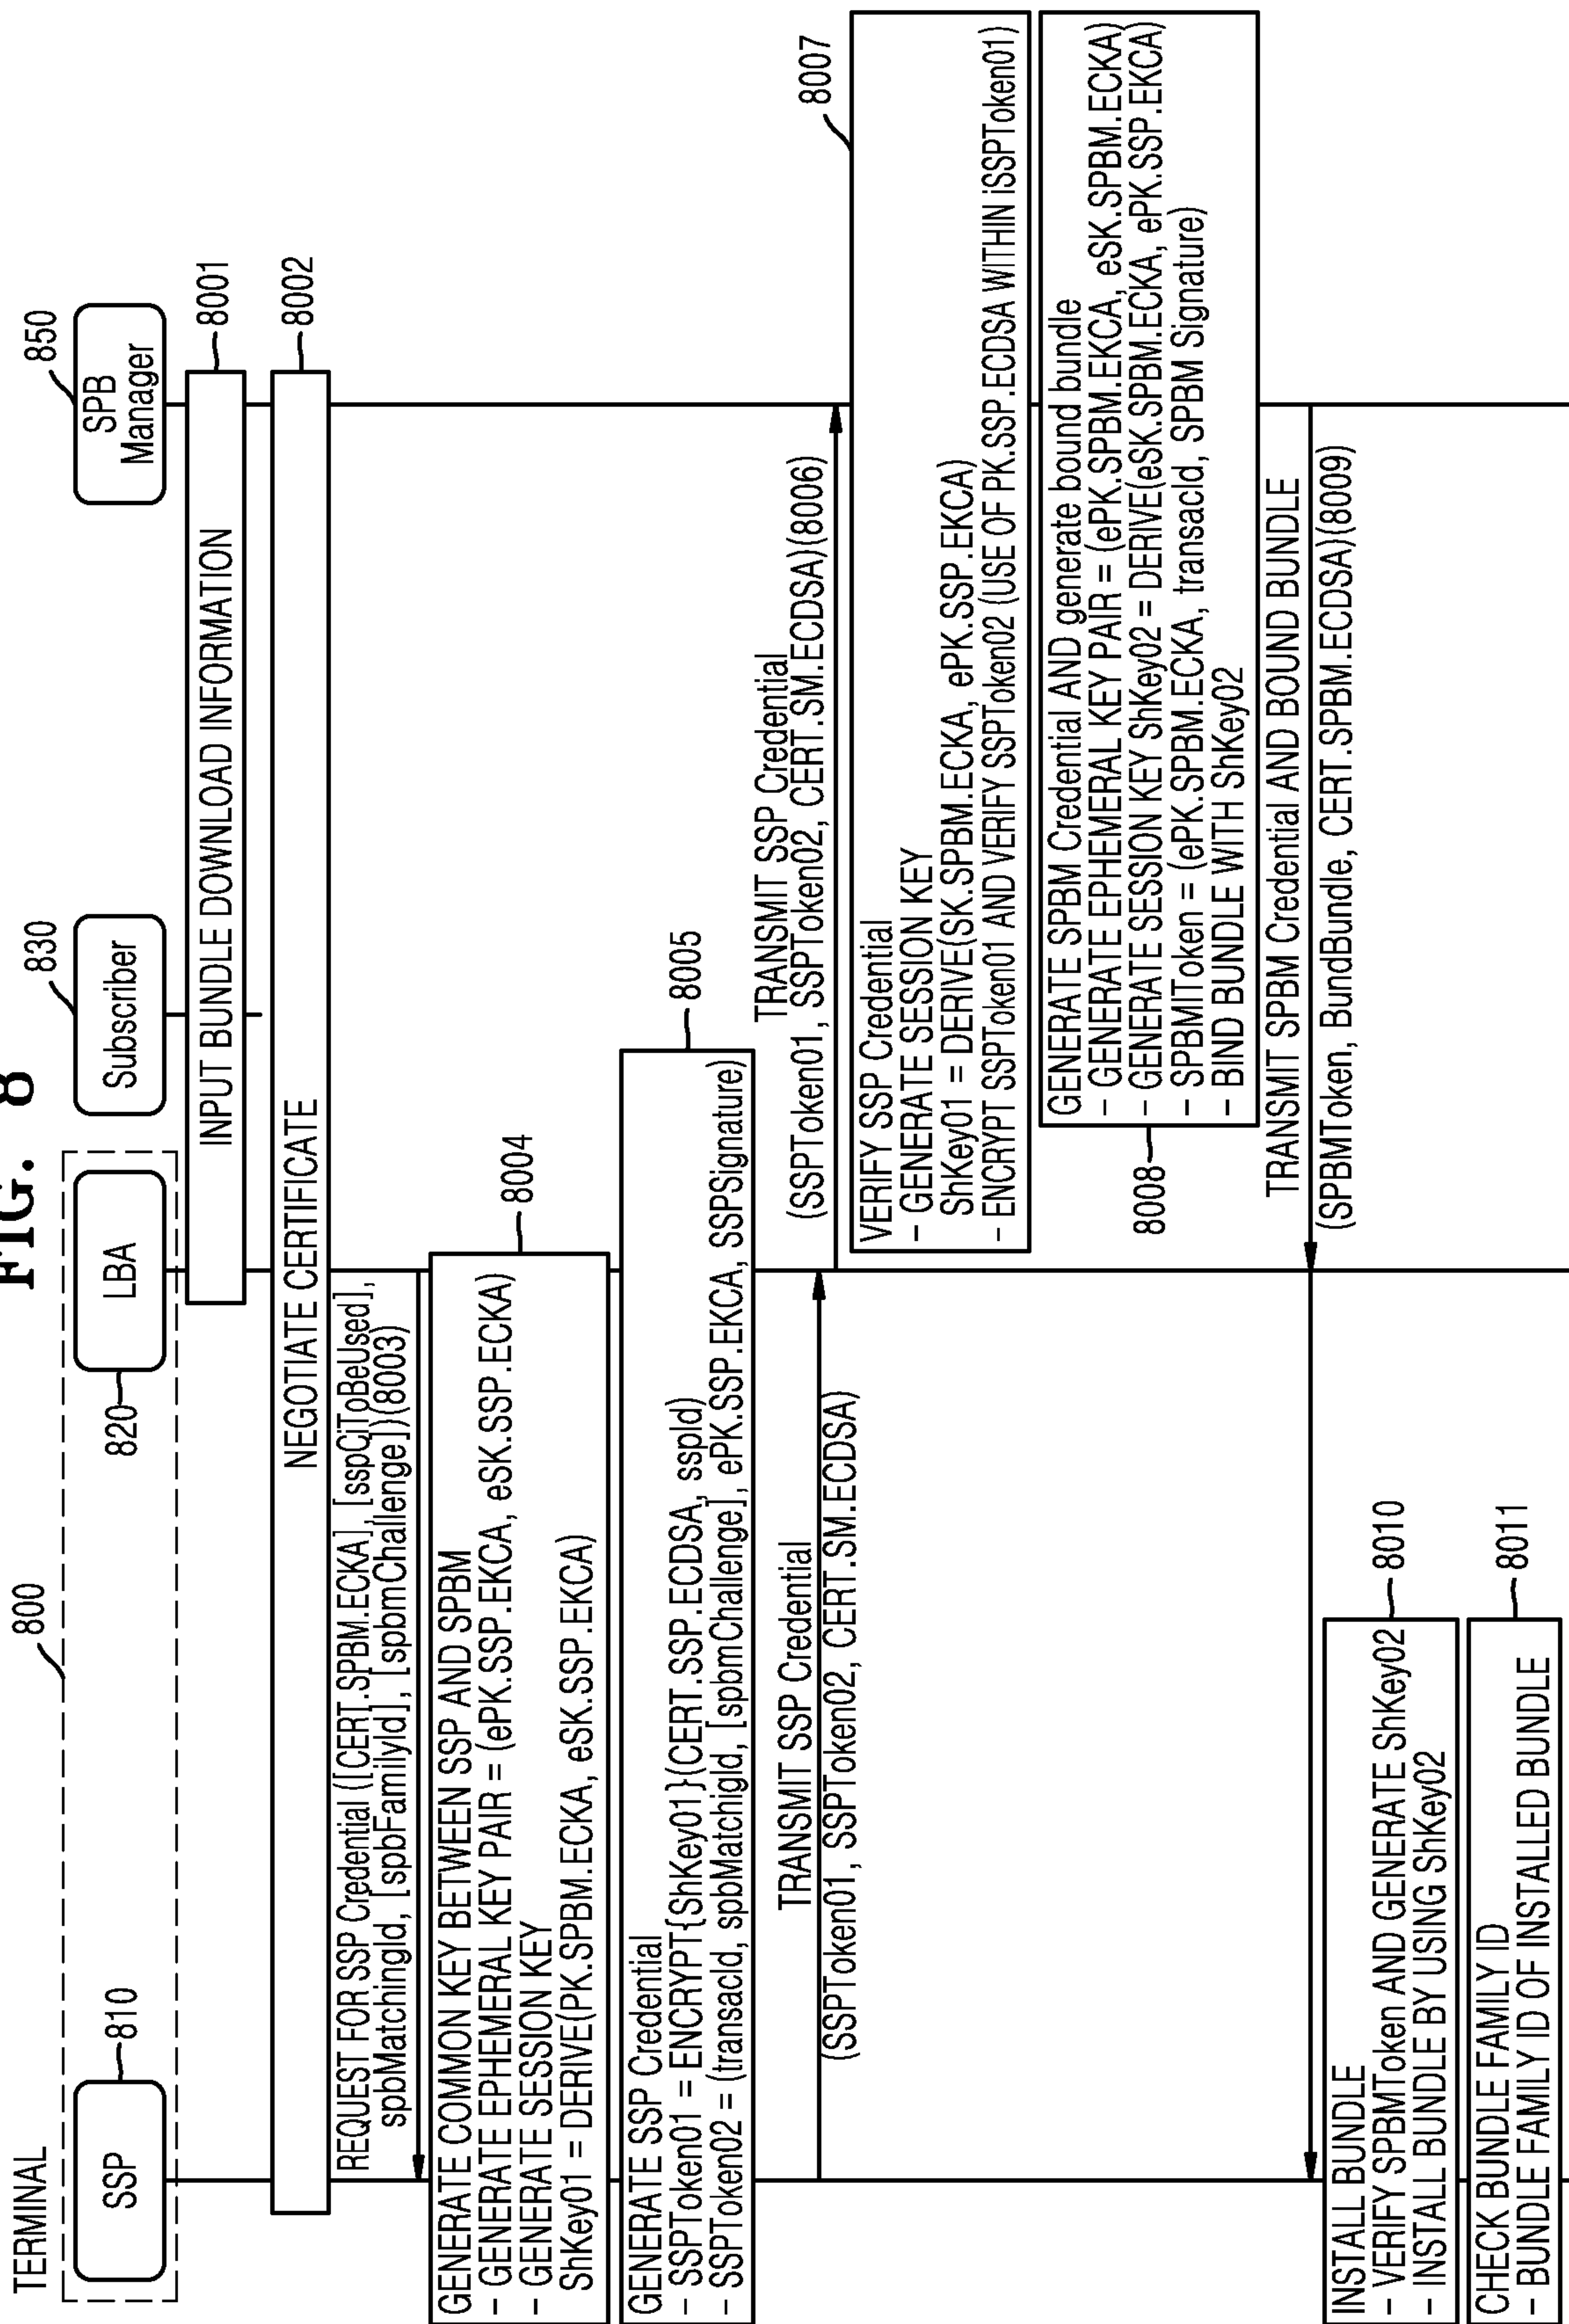 FIG. 8
TERMINAL
800
SSP
810
LBA
820
Subscriber
830
SPB
Manager
850
INPUT BUNDLE DOWNLOAD INFORMATION
8001
NEGOTIATE CERTIFICATE
8002
REQUEST FOR SSP Credential ([CERT.SPBM.ECKA], [sspCiToBeUsed],
spbMatchingId, [spbFamilyId], [spbmChallenge])(8003)
GENERATE COMMON KEY BETWEEN SSP AND SPBM
- GENERATE EPHEMERAL KEY PAIR = (ePK.SSP.EKCA, eSK.SSP.ECKA)
- GENERATE SESSION KEY
ShKey01 = DERIVE(PK.SPBM.ECKA, eSK.SSP.EKCA)
8004
GENERATE SSP Credential
- SSPToken01 = ENCRYPT{ShKey01}(CERT.SSP.ECDSA, sspId)
- SSPToken02 = (transacId, spbMatchigId, [spbmChallenge], ePK.SSP.EKCA, SSPSignature)
8005
TRANSMIT SSP Credential
(SSPToken01, SSPToken02, CERT.SM.ECDSA)
TRANSMIT SSP Credential
(SSPToken01, SSPToken02, CERT.SM.ECDSA)(8006)
8007
VERIFY SSP Credential
- GENERATE SESSION KEY
ShKey01 = DERIVE(SK.SPBM.ECKA, ePK.SSP.EKCA)
- ENCRYPT SSPToken01 AND VERIFY SSPToken02 (USE OF PK.SSP.ECDSA WITHIN iSSPToken01)
8008
GENERATE SPBM Credential AND generate bound bundle
- GENERATE EPHEMERAL KEY PAIR = (ePK.SPBM.EKCA, eSK.SPBM.ECKA)
- GENERATE SESSION KEY ShKey02 = DERIVE(eSK.SPBM.ECKA, ePK.SSP.EKCA)
- SPBMIToken = (ePK.SPBM.ECKA, transacId, SPBM Signature)
- BIND BUNDLE WITH ShKey02
TRANSMIT SPBM Credential AND BOUND BUNDLE
(SPBMToken, BundBundle, CERT.SPBM.ECDSA)(8009)
INSTALL BUNDLE
- VERIFY SPBMToken AND GENERATE ShKey02
- INSTALL BUNDLE BY USING ShKey02
8010
CHECK BUNDLE FAMILY ID
- BUNDLE FAMILY ID OF INSTALLED BUNDLE
8011